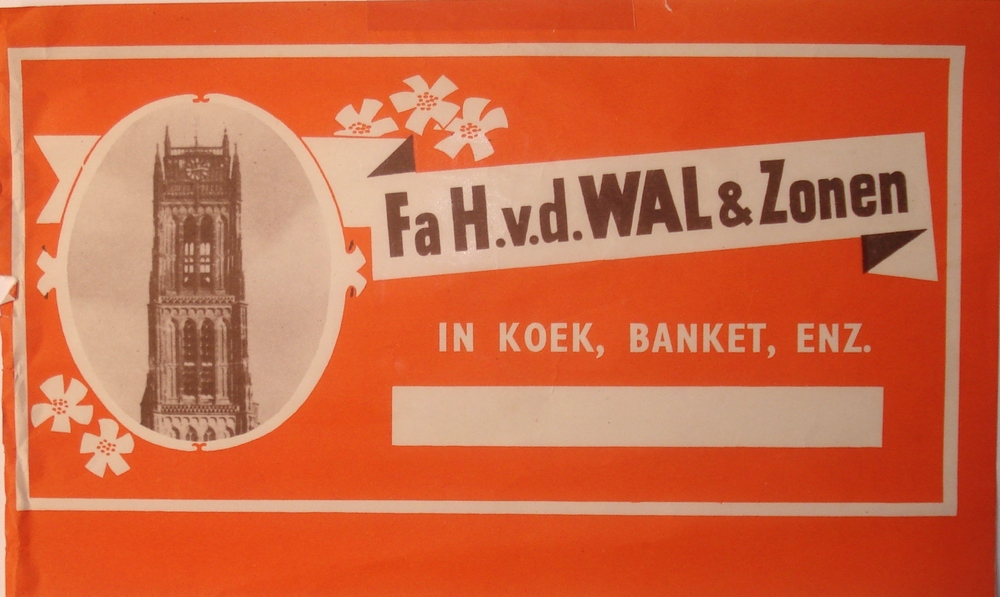 Fa H.v.d. WAL & Zonen
IN KOEK, BANKET, ENZ.